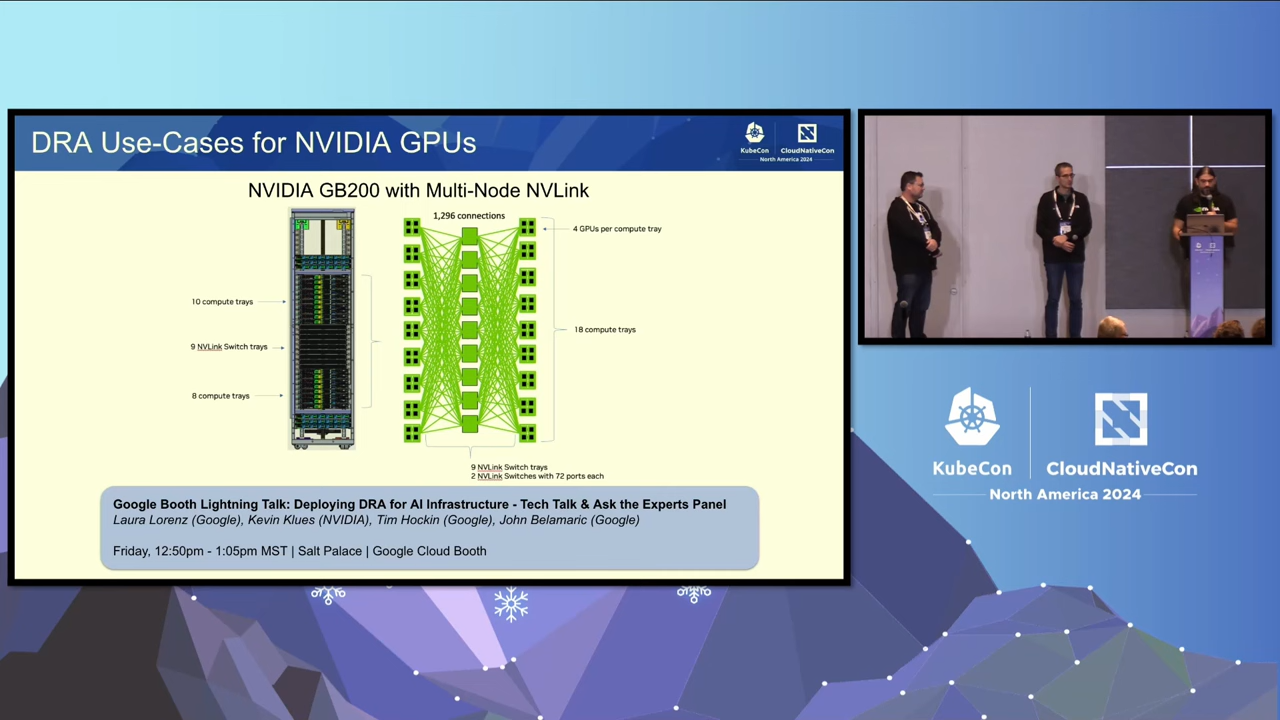 DRA Use-Cases for NVIDIA GPUs
KubeCon
CloudNativeCon
North America 2024
NVIDIA GB200 with Multi-Node NVLink
1,296 connections
4 GPUs per compute tray
10 compute trays
18 compute trays
9 NVLink Switch trays
8 compute trays
9 NVLink Switch trays
2 NVLink Switches with 72 ports each
Google Booth Lightning Talk: Deploying DRA for AI Infrastructure - Tech Talk & Ask the Experts Panel
Laura Lorenz (Google), Kevin Klues (NVIDIA), Tim Hockin (Google), John Belamaric (Google)
Friday, 12:50pm - 1:05pm MST | Salt Palace | Google Cloud Booth
KubeCon
CloudNativeCon
North America 2024